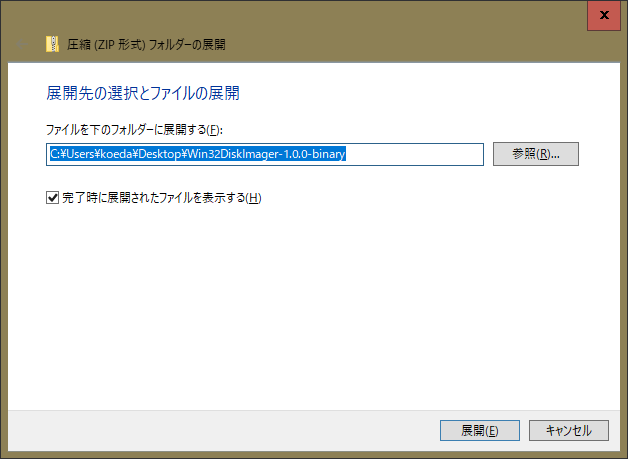 圧縮 (ZIP 形式) フォルダーの展開
展開先の選択とファイルの展開
ファイルを下のフォルダーに展開する(F):
C:¥Users¥koeda¥Desktop¥Win32DiskImager-1.0.0-binary
参照(R)...
完了時に展開されたファイルを表示する(H)
展開(E)
キャンセル